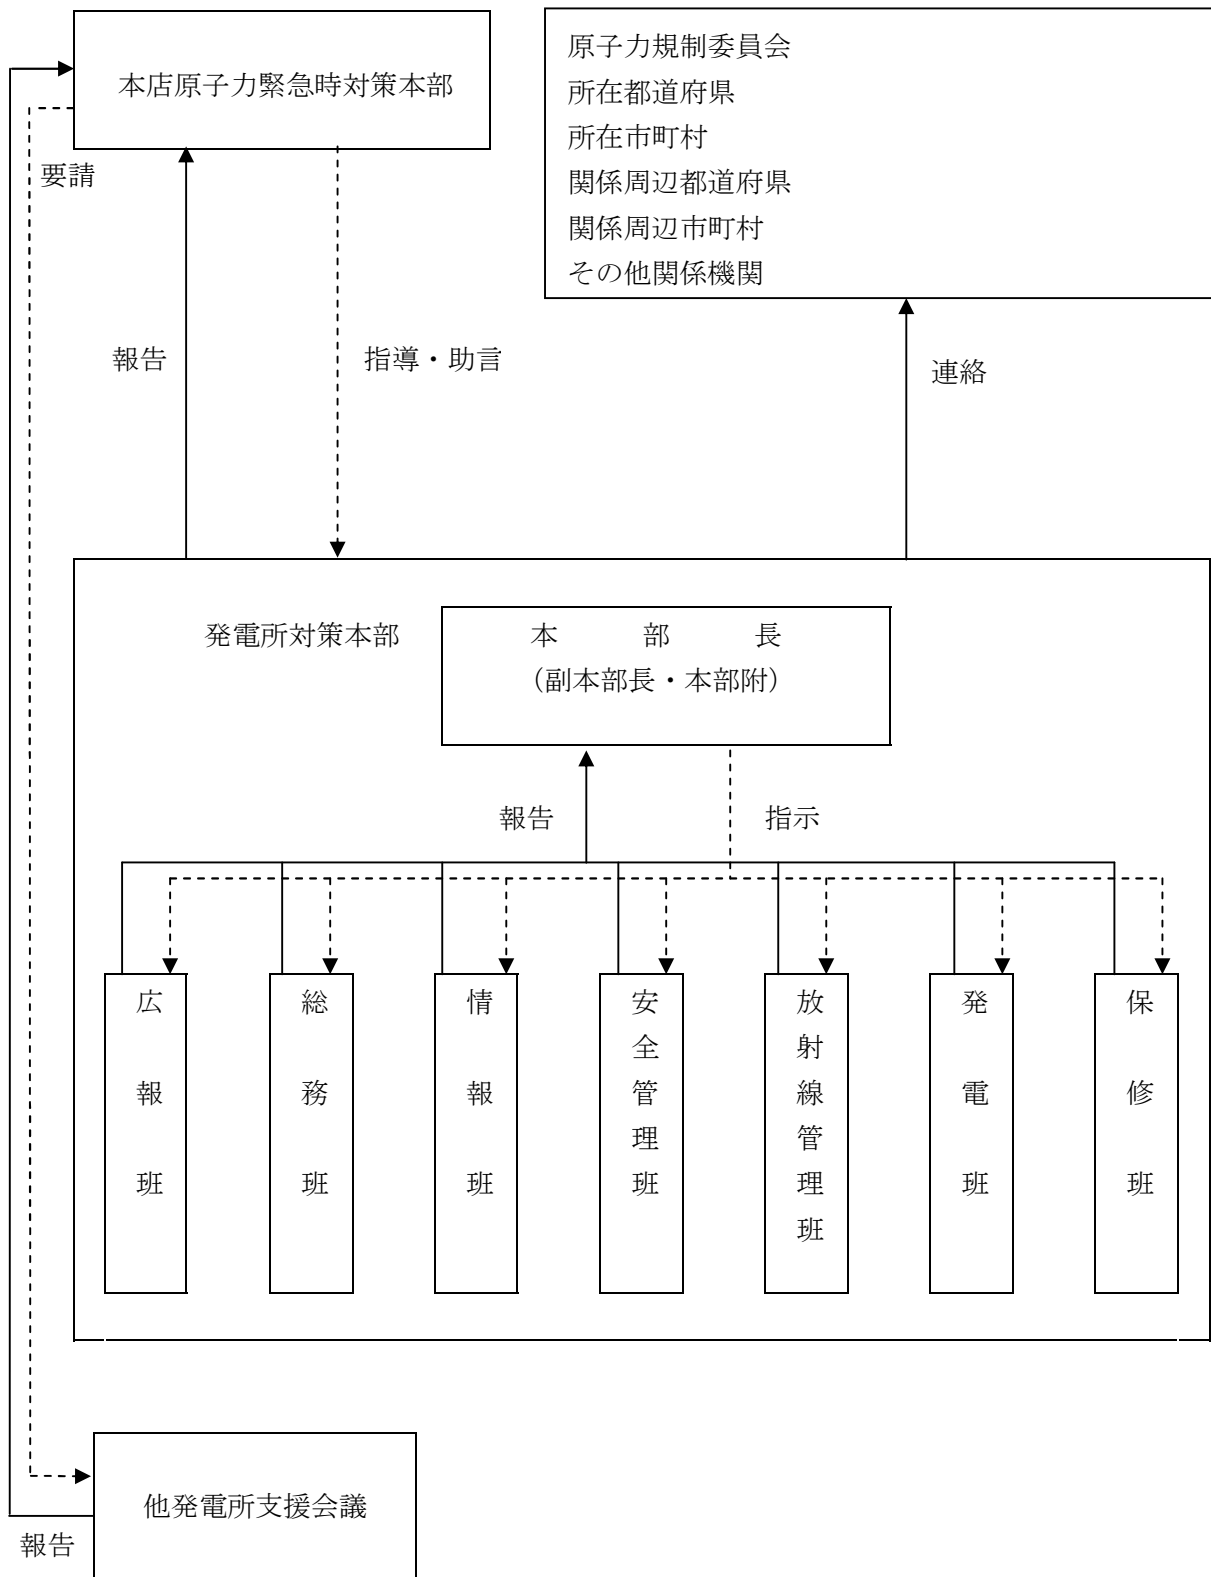 本店原子力緊急時対策本部
原子力規制委員会
所在都道府県
所在市町村
関係周辺都道府県
関係周辺市町村
その他関係機関
要請
報告
指導・助言
連絡
発電所対策本部
本部長
（副本部長・本部附）
報告
指示
広報班
総務班
情報班
安全管理班
放射線管理班
発電班
保修班
他発電所支援会議
報告